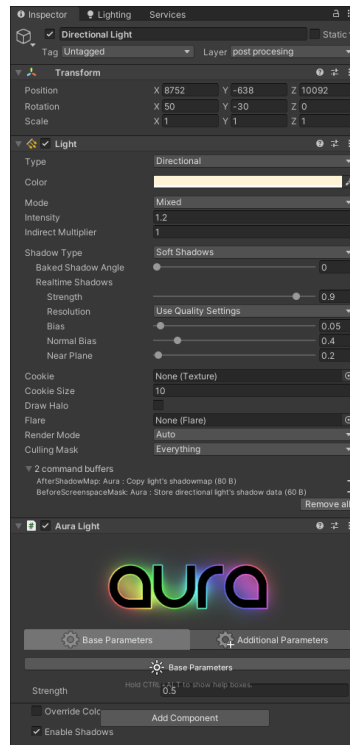 Inspector Lighting Services
Directional Light Static
Tag Untagged Layer post procesing
Transform
Position X 8752 Y -638 Z 10092
Rotation X 50 Y -30 Z 0
Scale X 1 Y 1 Z 1
Light
Type Directional
Color
Mode Mixed
Intensity 1.2
Indirect Multiplier 1
Shadow Type Soft Shadows
Baked Shadow Angle 0
Realtime Shadows
Strength 0.9
Resolution Use Quality Settings
Bias 0.05
Normal Bias 0.4
Near Plane 0.2
Cookie None (Texture)
Cookie Size 10
Draw Halo
Flare None (Flare)
Render Mode Auto
Culling Mask Everything
2 command buffers
AfterShadowMap: Aura : Copy light's shadowmap (80 B)
BeforeScreenspaceMask: Aura : Store directional light's shadow data (60 B)
Remove all
# Aura Light
aura
Base Parameters Additional Parameters
Base Parameters
Hold CTRL +ALT to show help boxes.
Strength 0.5
Override Colo
Add Component
Enable Shadows